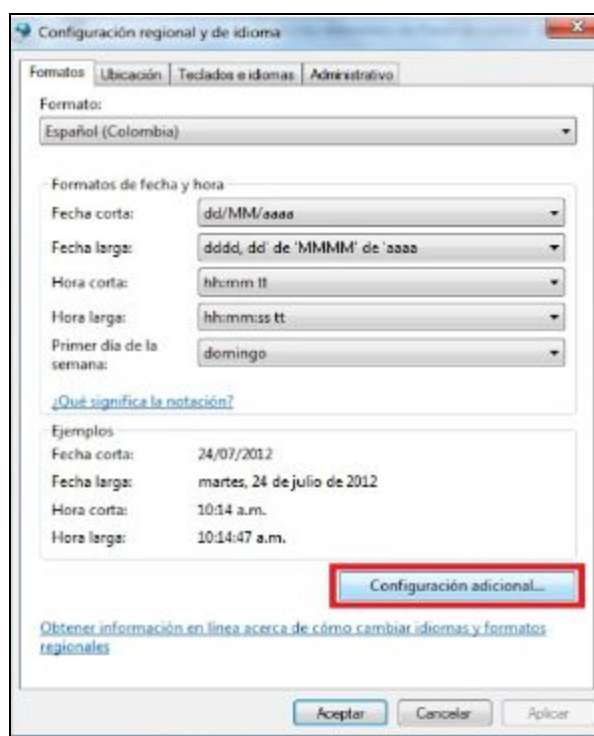 Configuración regional y de idioma
Formatos Ubicación Teclados e idiomas Administrativo
Formato:
Español (Colombia)
Formatos de fecha y hora
Fecha corta: dd/MM/aaaa
Fecha larga: dddd, dd' de 'MMMM' de 'aaaa
Hora corta: hh:mm tt
Hora larga: hh:mm:ss tt
Primer día de la
semana: domingo
¿Qué significa la notación?
Ejemplos
Fecha corta: 24/07/2012
Fecha larga: martes, 24 de julio de 2012
Hora corta: 10:14 a.m.
Hora larga: 10:14:47 a.m.
Configuración adicional...
Obtener información en línea acerca de cómo cambiar idiomas y formatos
regionales
Aceptar Cancelar Aplicar